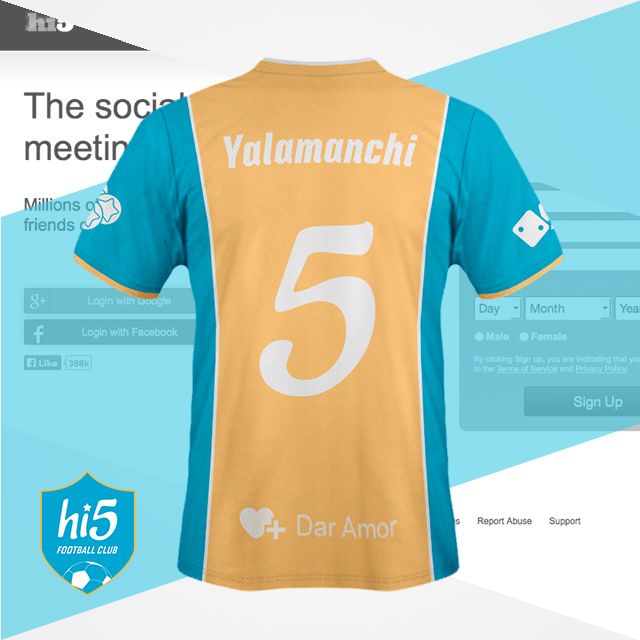 hi5
The social
meetin
Millions o
friends o
Yalamanchi
5
Login with Google
Login with Facebook
Like 388k
Day Month Yea
Male Female
By clicking Sign up, you are indicating that yo
to the Terms of Service and Privacy Policy.
Sign Up
hi5
FOOTBALL CLUB
Dar Amor
Report Abuse Support